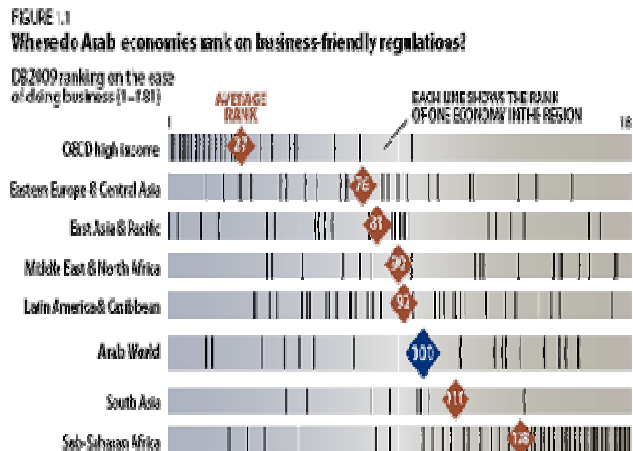 FIGURE 1.1
Where do Arab economies rank on business-friendly regulations?
DB2009 ranking on the ease
of doing business (1–181)
AVERAGE
RANK
EACH LINE SHOWS THE RANK
OF ONE ECONOMY IN THE REGION
1
OECD high income
27
Eastern Europe & Central Asia
76
East Asia & Pacific
81
Middle East & North Africa
90
Latin America & Caribbean
92
Arab World
100
South Asia
111
Sub-Saharan Africa
138